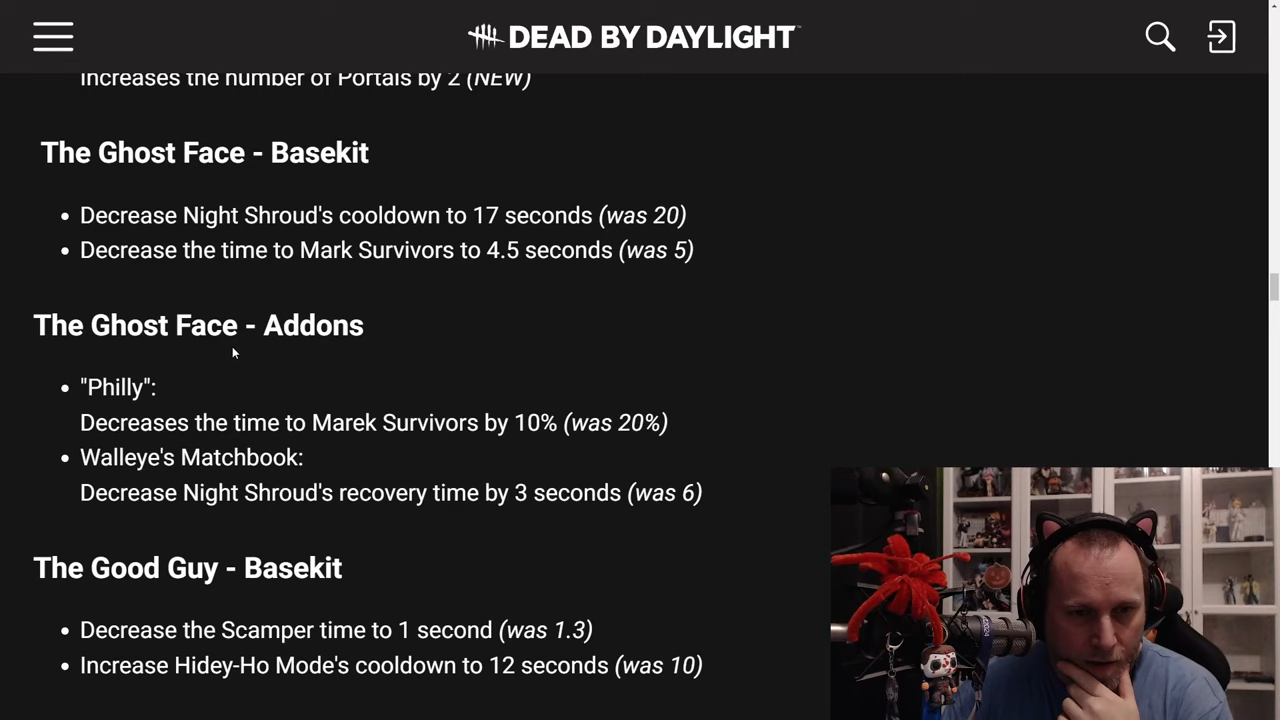 DEAD BY DAYLIGHT
Increases the number of Portals by 2 (NEW)
The Ghost Face - Basekit
• Decrease Night Shroud's cooldown to 17 seconds (was 20)
• Decrease the time to Mark Survivors to 4.5 seconds (was 5)
The Ghost Face - Addons
• "Philly":
Decreases the time to Marek Survivors by 10% (was 20%)
• Walleye's Matchbook:
Decrease Night Shroud's recovery time by 3 seconds (was 6)
The Good Guy - Basekit
• Decrease the Scamper time to 1 second (was 1.3)
• Increase Hidey-Ho Mode's cooldown to 12 seconds (was 10)